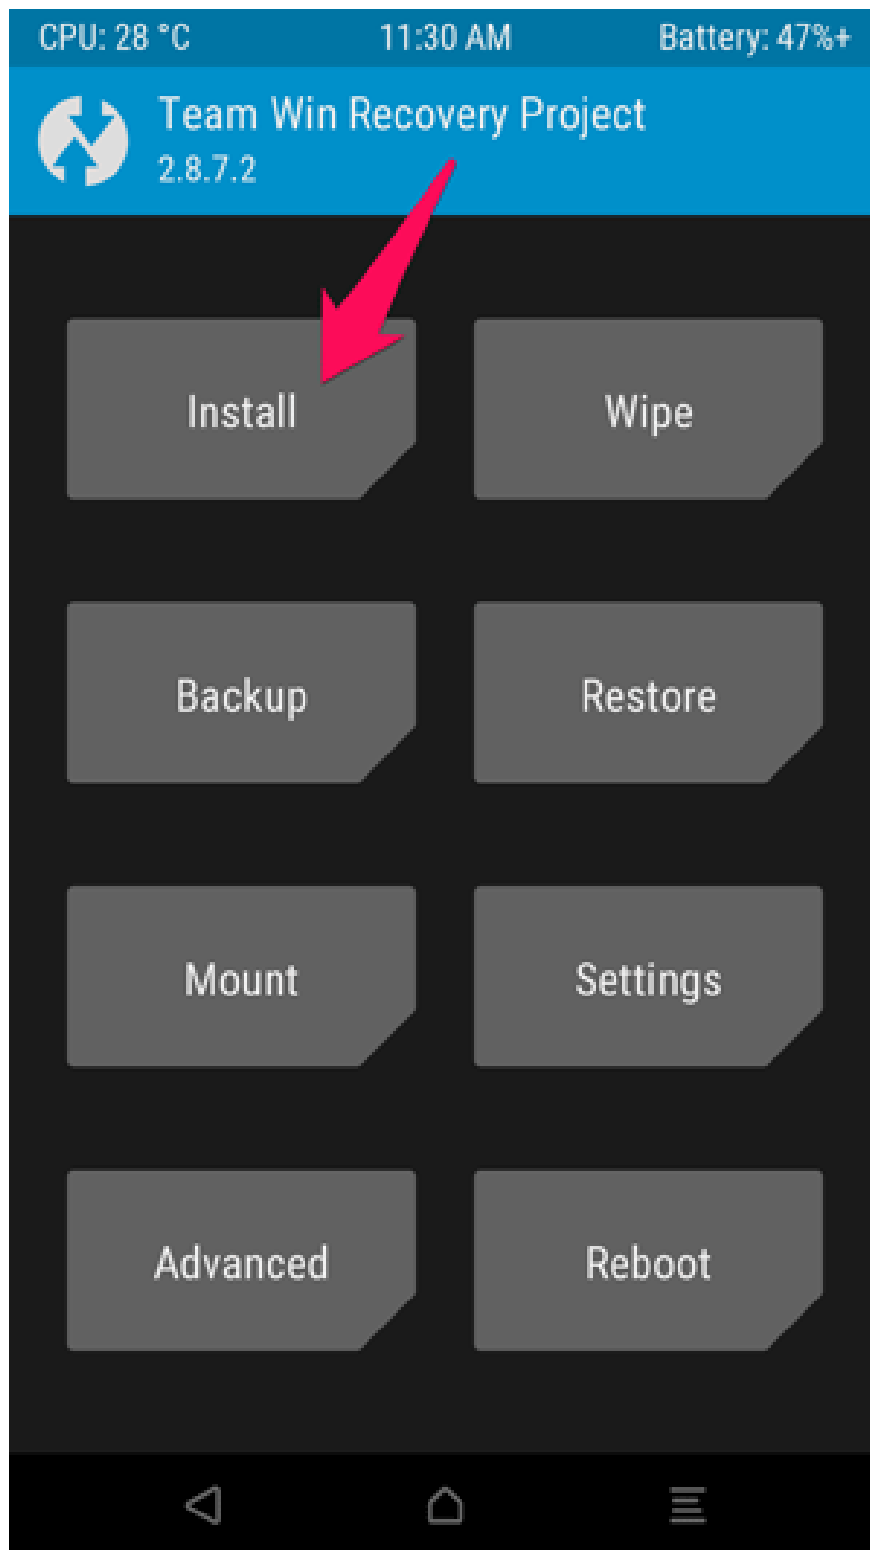 CPU: 28 °C 11:30 AM Battery: 47%+
Team Win Recovery Project
2.8.7.2
Install Wipe
Backup Restore
Mount Settings
Advanced Reboot